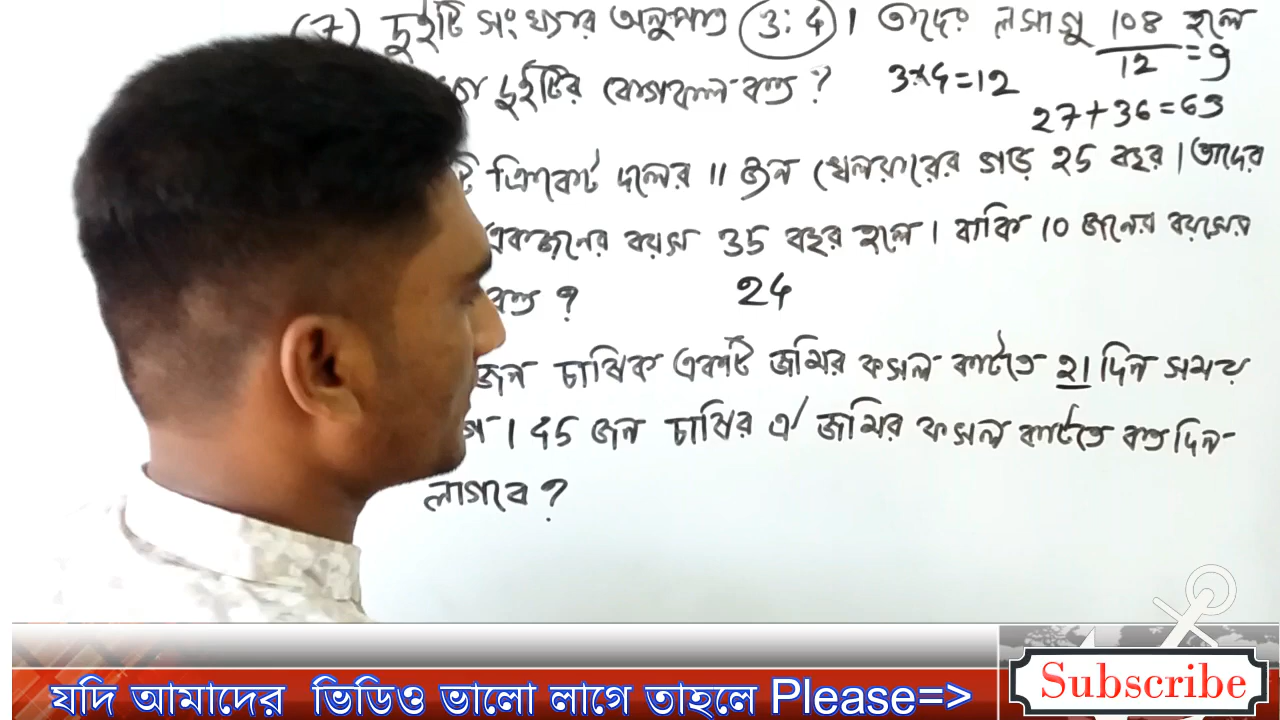 (7) দুইটি সংখ্যার অনুপাত 3:4। তাদের লসাগু 108 হলে
দুইটির যোগফল কত?
3×4=12
12
=9
27+36=63
ক্রিকেট দলের 11 জন খেলয়ারের গড় 25 বছর। তাদের
একজনের বয়স 35 বছর হলে। বাকি 10 জনের বয়সের
কত?
24
জন চাষিক একটি জমির ফসল কাটতে 21 দিন সময়
45 জন চাষির ঐ জমির ফসল কাটতে কত দিন
লাগবে?
যদি আমাদের ভিডিও ভালো লাগে তাহলে Please=>
Subscribe